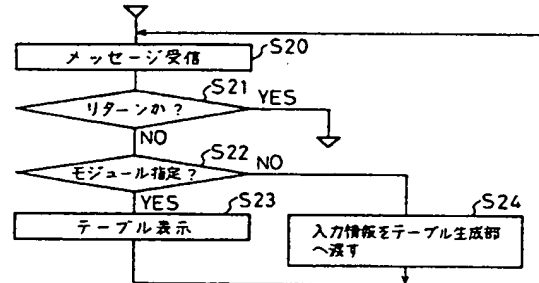 メッセージ受信
S20
リターンか?
S21
YES
NO
モジュール指定?
S22
NO
YES
テーブル表示
S23
入力情報をテーブル生成部
へ渡す
S24